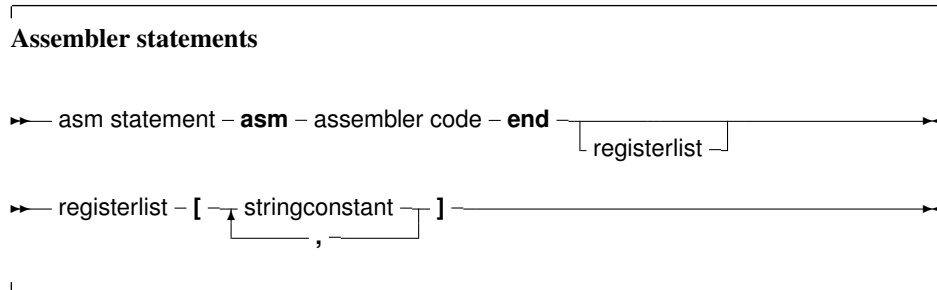 Assembler statements
asm statement – asm – assembler code – end
registerlist
registerlist – [ stringconstant ]
,